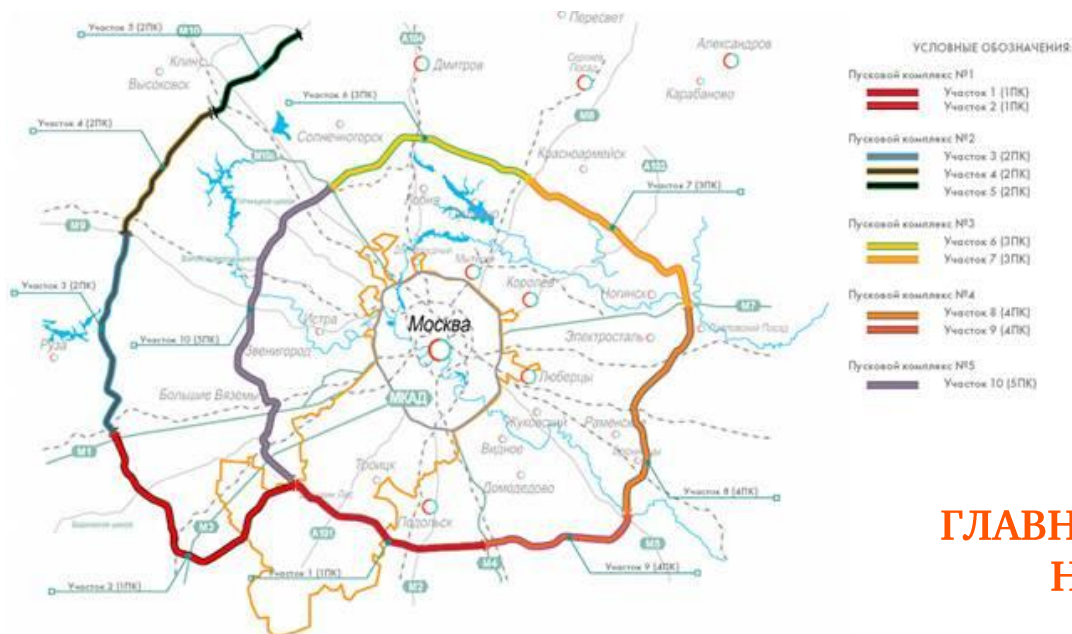 Участок 5 (2ПК)
М10
Клин
Высоковск
А104
Дмитров
Пересвет
Сергиев
Посад
Александров
Карабаново
Участок 6 (3ПК)
Участок 4 (2ПК)
Солнечногорск
М8
Красноармейск
А103
Участок 7 (3ПК)
Лобня
М9
Мытищи
Участок 3 (2ПК)
Королев
Ногинск
М7
Истра
Москва
Электросталь
Руза
Участок 10 (5ПК)
Звенигород
Люберцы
Большие Вяземы
МКАД
Жуковский
Раменское
М1
Видное
Троицк
Домодедово
Участок 8 (4ПК)
Подольск
М3
А101
М5
М4
Участок 2 (1ПК)
Участок 1 (1ПК)
М2
Участок 9 (4ПК)
УСЛОВНЫЕ ОБОЗНАЧЕНИЯ:
Пусковой комплекс №1
Участок 1 (1ПК)
Участок 2 (1ПК)
Пусковой комплекс №2
Участок 3 (2ПК)
Участок 4 (2ПК)
Участок 5 (2ПК)
Пусковой комплекс №3
Участок 6 (3ПК)
Участок 7 (3ПК)
Пусковой комплекс №4
Участок 8 (4ПК)
Участок 9 (4ПК)
Пусковой комплекс №5
Участок 10 (5ПК)
ГЛАВН
Н